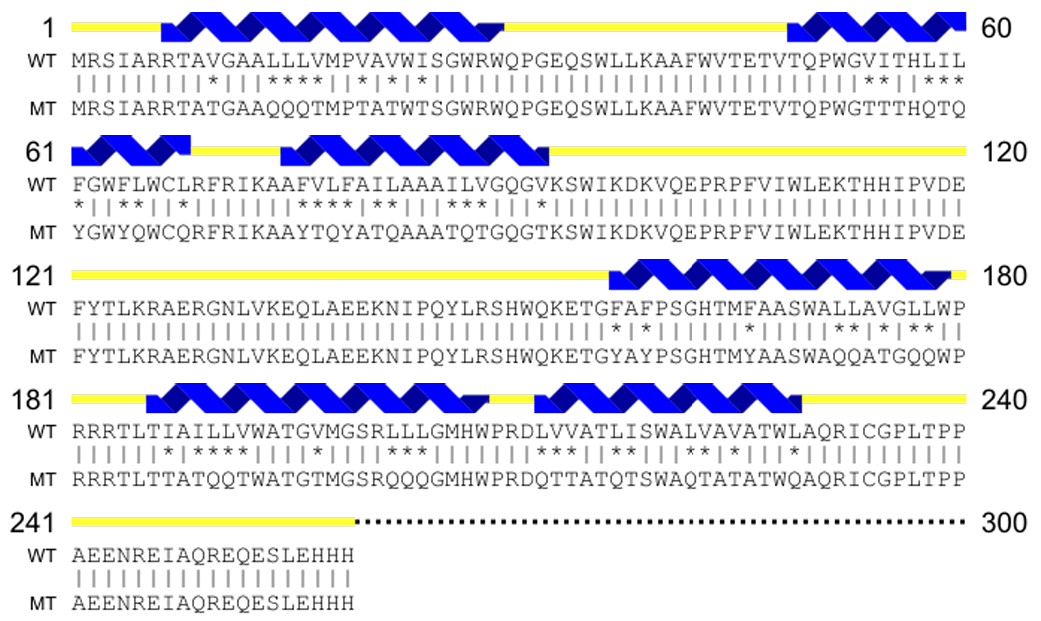 1 60
WT MRSIARRTAVGAALLLVMPVAVWISGWRWQPGEQSWLLKAAFWVTETVTQPWGVITHLIL
MT MRSIARRTATGAAQQQTMPTATWTSGWRWQPGEQSWLLKAAFWVTETVTQPWGTTTHQTQ
61 120
WT FGWFLWCLRFRIKAAFVLFAILAAAILVGQGVKSWIKDKVQEPRPFVIWLEKTHHIPVDE
MT YGWYQWCQRFRIKAAYTQYATQAAATQTGQGTKSWIKDKVQEPRPFVIWLEKTHHIPVDE
121 180
WT FYTLKRAERGNLVKEQLAEEKNIPQYLRSHWQKETGFAFPSGHTMFAASWALLAVGLLWP
MT FYTLKRAERGNLVKEQLAEEKNIPQYLRSHWQKETGYAYPSGHTMYAASWAQQATGQQWP
181 240
WT RRRTLTIAILLVWATGVMGSRLLLGMHWPRDLVVATLISWALVAVATWLAQRICGPLTPP
MT RRRTLTTATQQTWATGTMGSRQQQGMHWPRDQTTATQTSWAQTATATWQAQRICGPLTPP
241 300
WT AEENREIAQREQESLEHHH
MT AEENREIAQREQESLEHHH